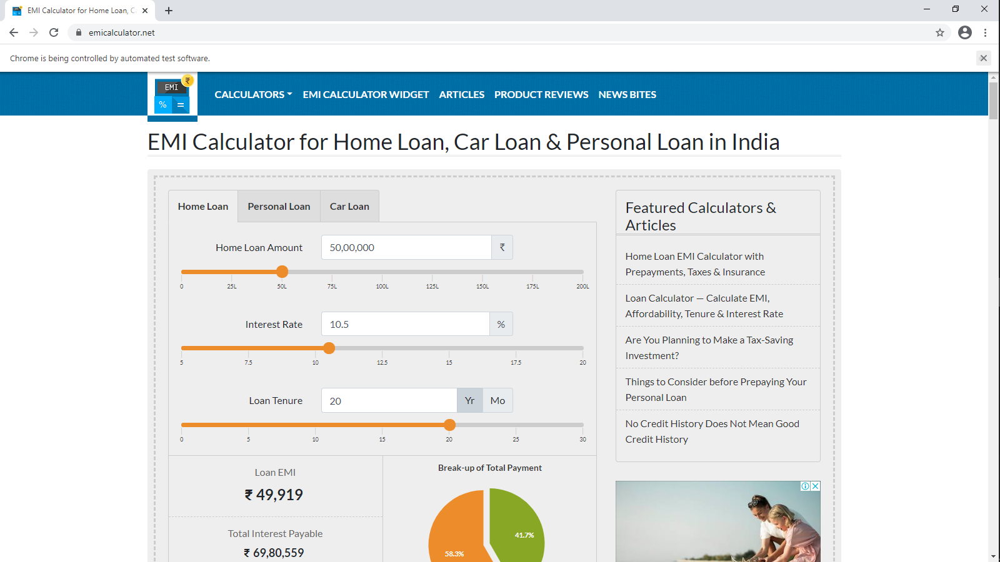 EMI Calculator for Home Loan, C
emicalculator.net
Chrome is being controlled by automated test software.
EMI
₹
%
=
CALCULATORS
EMI CALCULATOR WIDGET
ARTICLES
PRODUCT REVIEWS
NEWS BITES
EMI Calculator for Home Loan, Car Loan & Personal Loan in India
Home Loan
Personal Loan
Car Loan
Home Loan Amount
50,00,000
₹
0 25L 50L 75L 100L 125L 150L 175L 200L
Interest Rate
10.5
%
5 7.5 10 12.5 15 17.5 20
Loan Tenure
20
Yr
Mo
0 5 10 15 20 25 30
Loan EMI
₹ 49,919
Total Interest Payable
₹ 69,80,559
Break-up of Total Payment
41.7%
58.3%
Featured Calculators &
Articles
Home Loan EMI Calculator with
Prepayments, Taxes & Insurance
Loan Calculator — Calculate EMI,
Affordability, Tenure & Interest Rate
Are You Planning to Make a Tax-Saving
Investment?
Things to Consider before Prepaying Your
Personal Loan
No Credit History Does Not Mean Good
Credit History